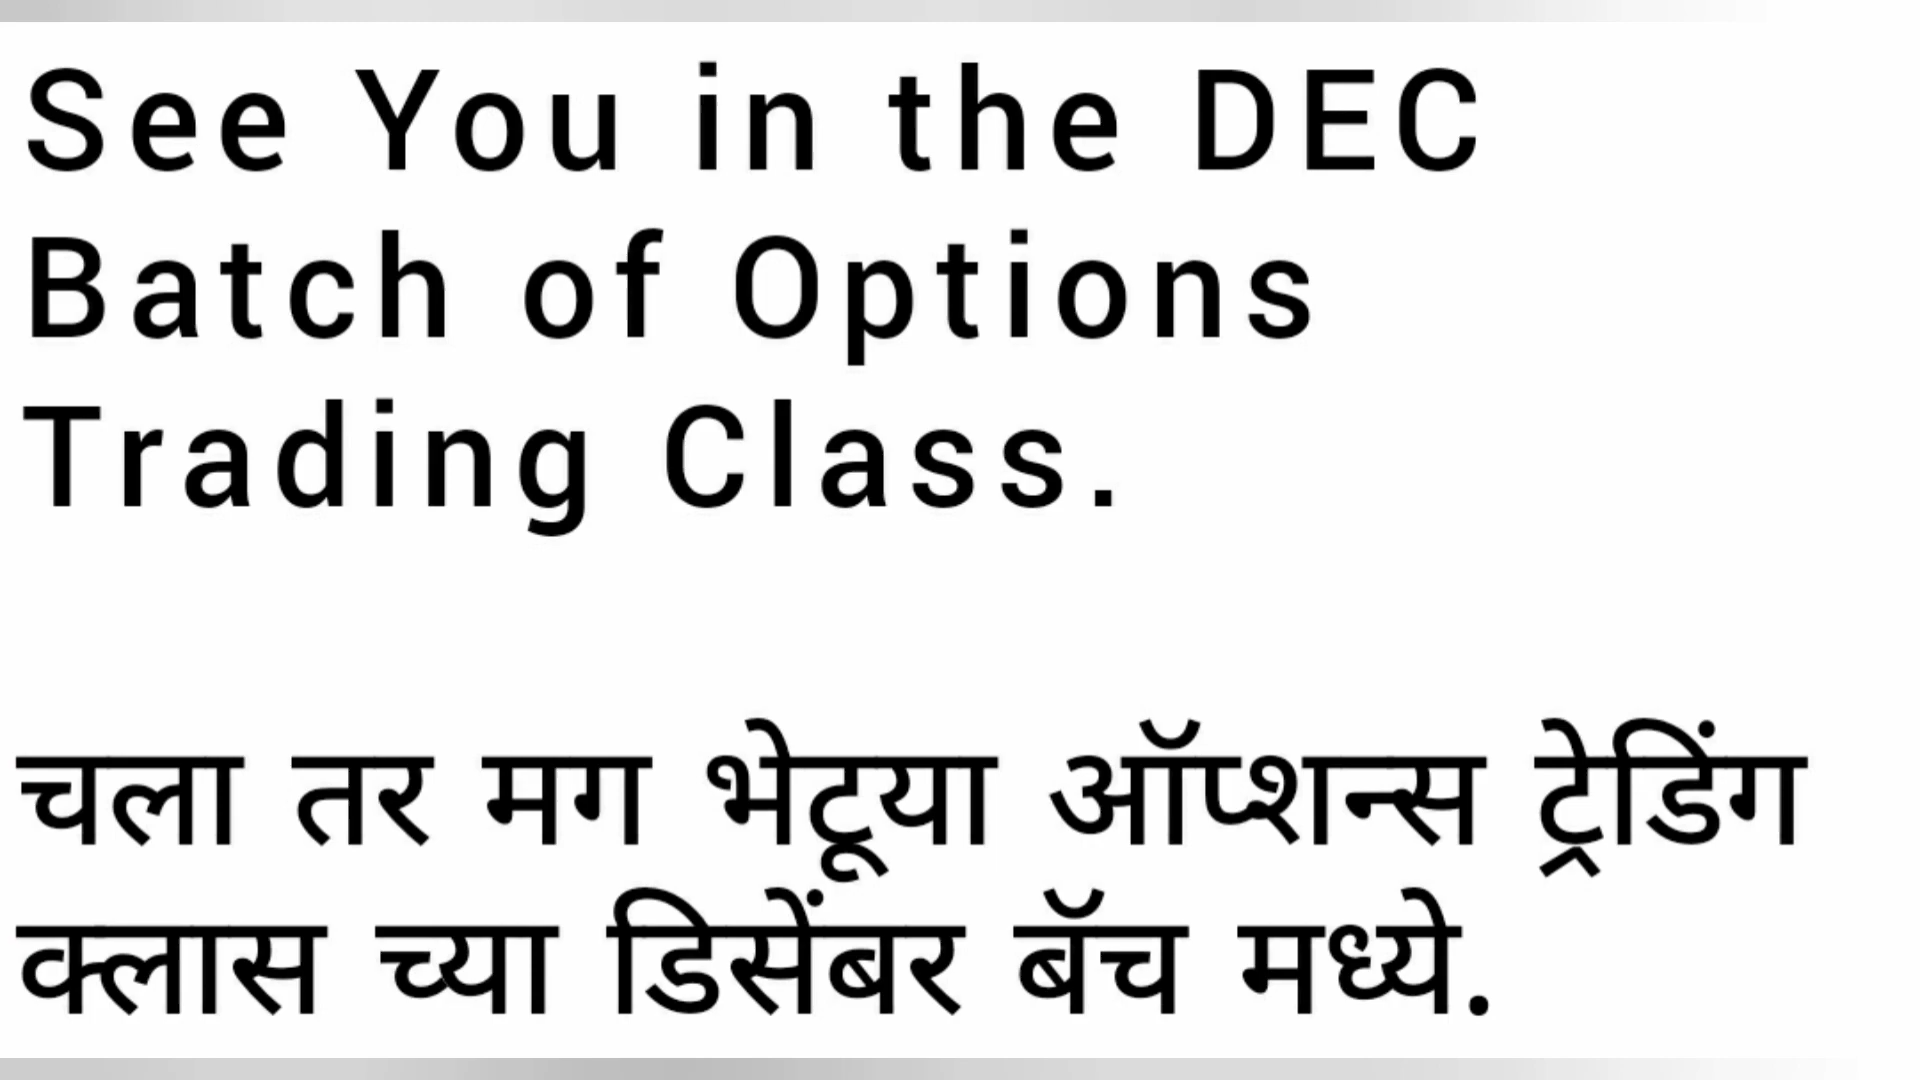 See You in the DEC
Batch of Options
Trading Class.
चला तर मग भेटूया ऑप्शन्स ट्रेडिंग
क्लास च्या डिसेंबर बॅच मध्ये.